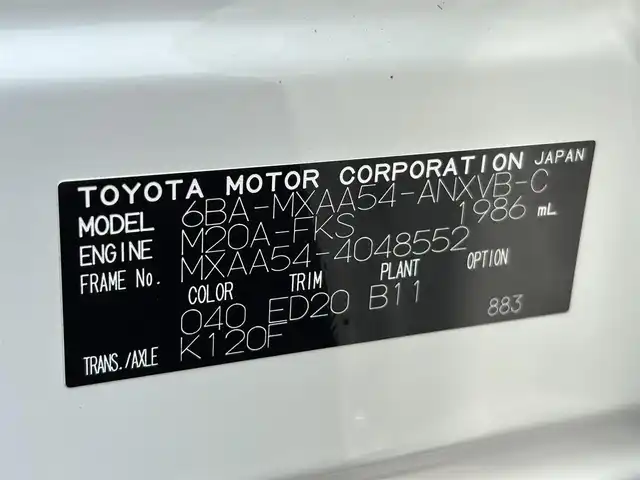 TOYOTA MOTOR CORPORATION JAPAN
MODEL 6BA-MXAA54-ANXVB-C
ENGINE M20A-FKS 1986 mL
FRAME No. MXAA54-4048552
COLOR TRIM PLANT OPTION
040 ED20 B11 883
TRANS./AXLE K120F